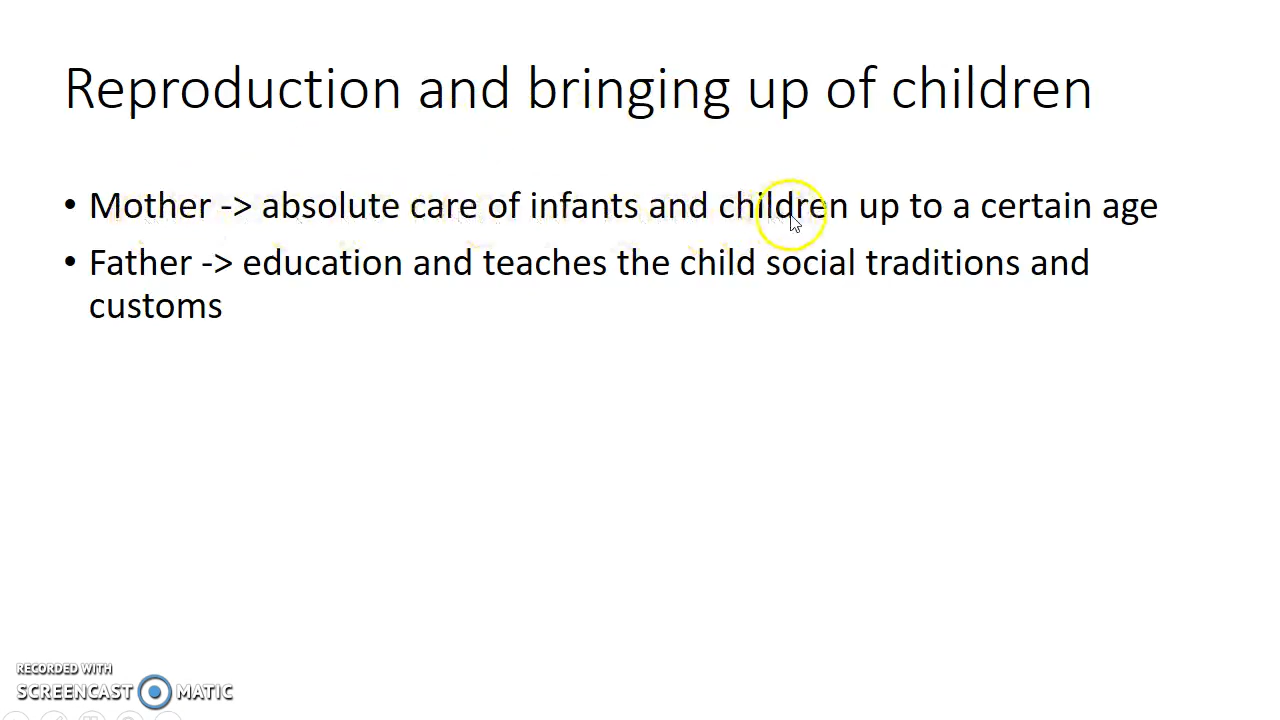 Reproduction and bringing up of children
• Mother -> absolute care of infants and children up to a certain age
• Father -> education and teaches the child social traditions and
customs
RECORDED WITH
SCREENCAST MATIC